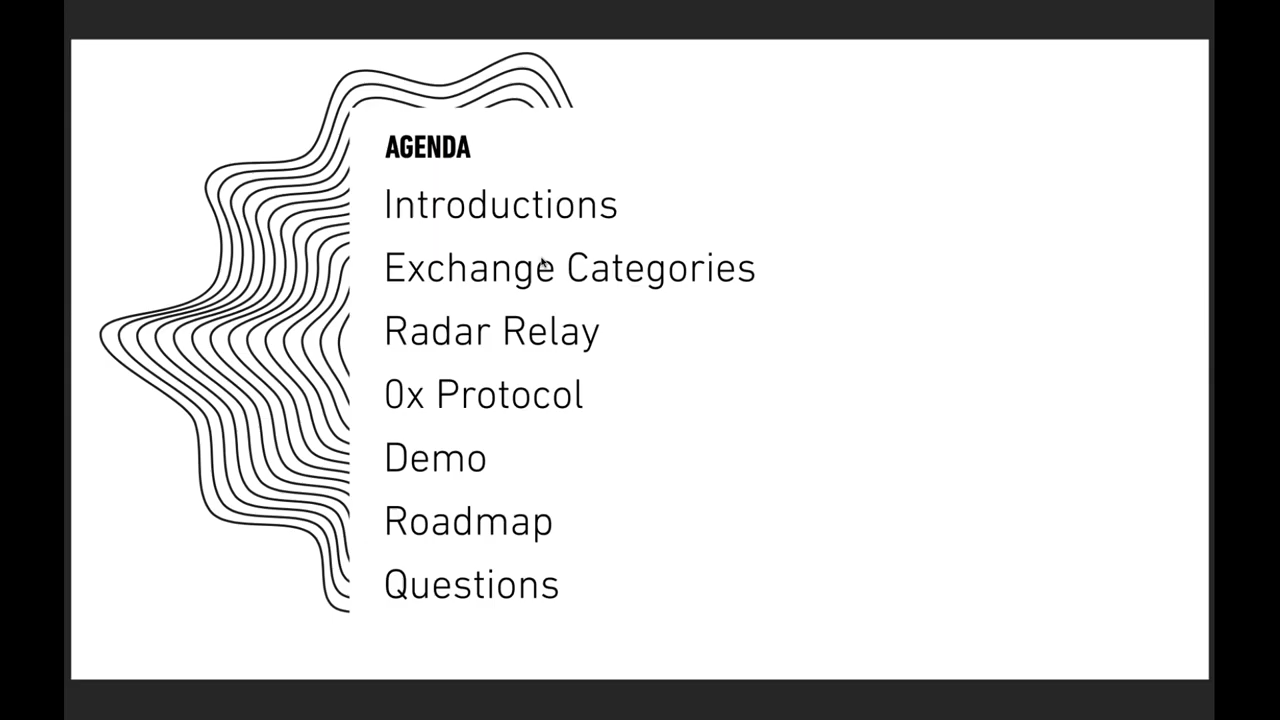 AGENDA
Introductions
Exchange Categories
Radar Relay
0x Protocol
Demo
Roadmap
Questions